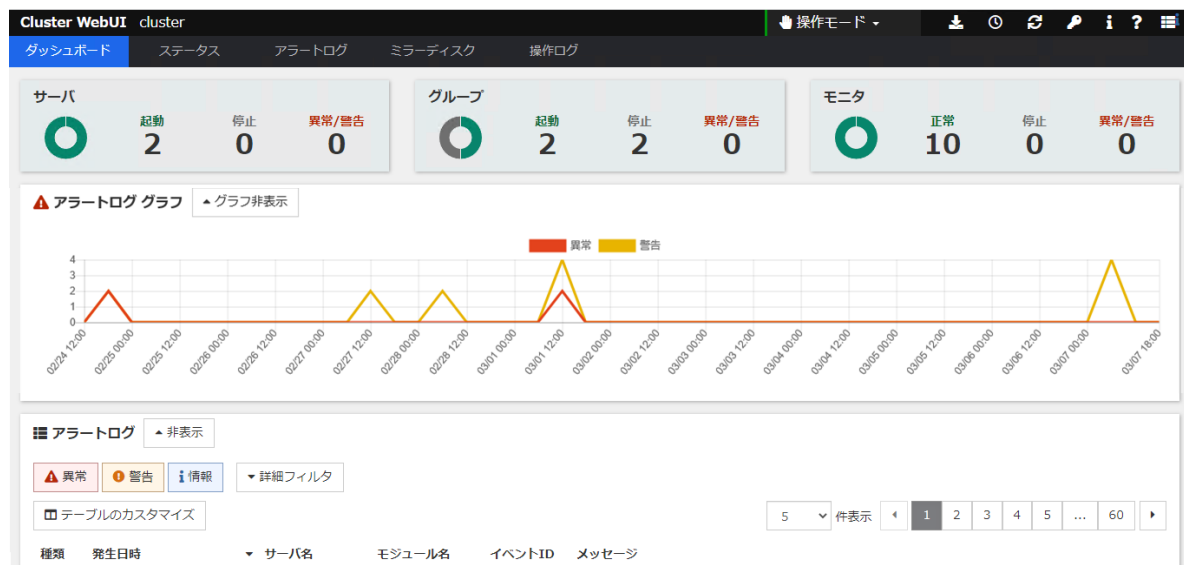 Cluster WebUI cluster 操作モード
ダッシュボード ステータス アラートログ ミラーディスク 操作ログ
サーバ グループ モニタ
起動 停止 異常/警告 起動 停止 異常/警告 正常 停止 異常/警告
2 0 0 2 2 0 10 0 0
アラートログ グラフ グラフ非表示
異常 警告
4
3
2
1
0
02/24 12:00 02/25 00:00 02/25 12:00 02/26 00:00 02/26 12:00 02/27 00:00 02/27 12:00 02/28 00:00 02/28 12:00 03/01 00:00 03/01 12:00 03/02 00:00 03/02 12:00 03/03 00:00 03/03 12:00 03/04 00:00 03/04 12:00 03/05 00:00 03/05 12:00 03/06 00:00 03/06 12:00 03/07 00:00 03/07 18:00
アラートログ 非表示
異常 警告 情報 詳細フィルタ
テーブルのカスタマイズ 5 件表示 1 2 3 4 5 ... 60
種類 発生日時 サーバ名 モジュール名 イベントID メッセージ